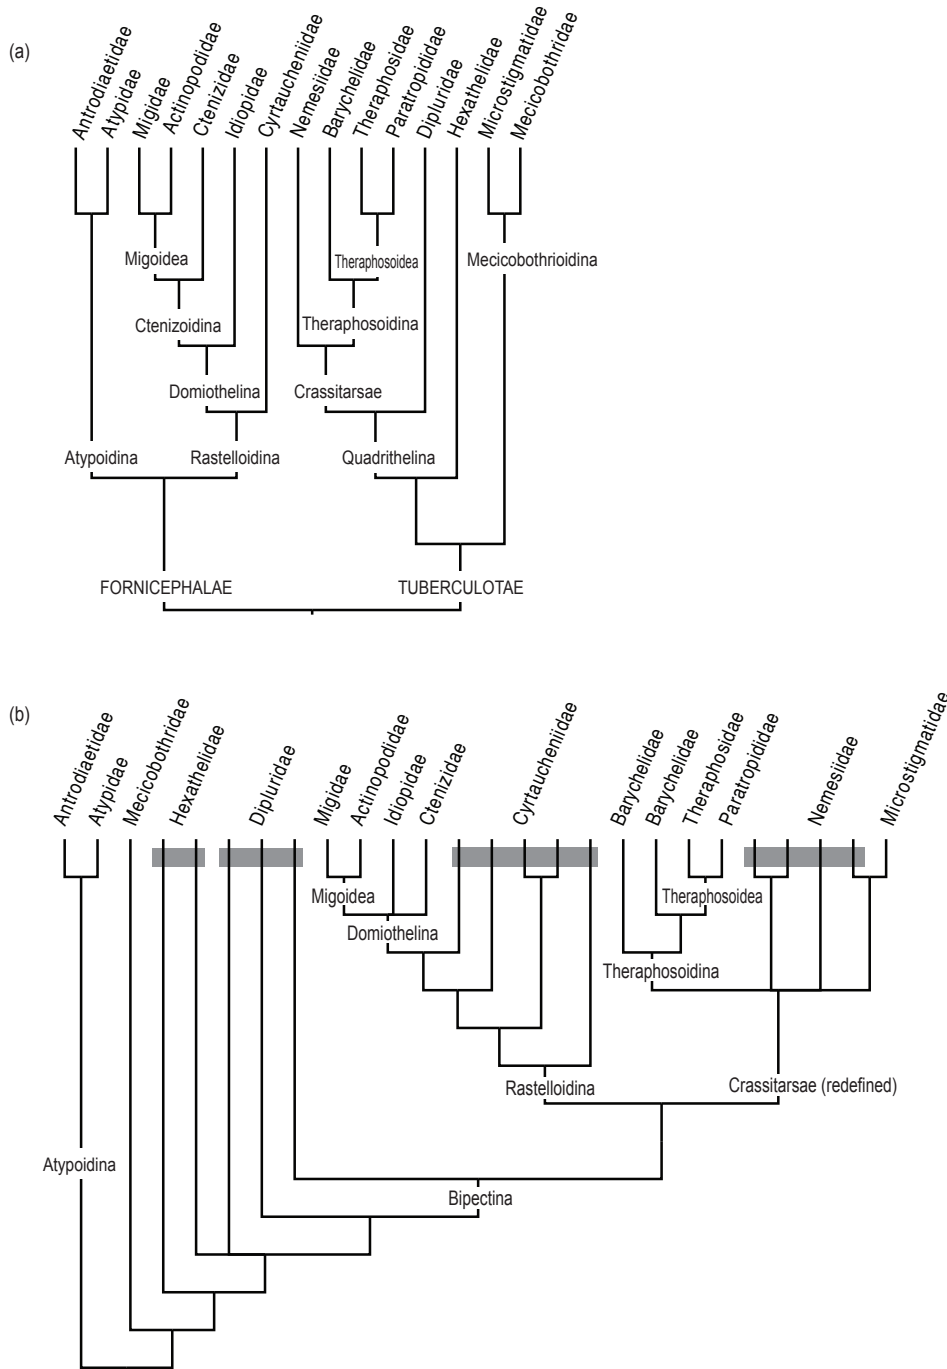 (a)
Antrodiaetidae
Atypidae
Migidae
Actinopodidae
Ctenizidae
Idiopidae
Cyrtaucheniidae
Nemesiidae
Barychelidae
Theraphosidae
Paratropididae
Dipluridae
Hexathelidae
Microstigmatidae
Mecicobothridae
Migoidea
Theraphosoidea
Mecicobothrioidina
Ctenizoidina
Theraphosoidina
Domiothelina
Crassitarsae
Atypoidina
Rastelloidina
Quadrithelina
FORNICEPHALAE
TUBERCULOTAE
(b)
Antrodiaetidae
Atypidae
Mecicobothridae
Hexathelidae
Dipluridae
Migidae
Actinopodidae
Idiopidae
Ctenizidae
Cyrtaucheniidae
Barychelidae
Barychelidae
Theraphosidae
Paratropididae
Nemesiidae
Microstigmatidae
Migoidea
Theraphosoidea
Domiothelina
Theraphosoidina
Rastelloidina
Crassitarsae (redefined)
Atypoidina
Bipectina